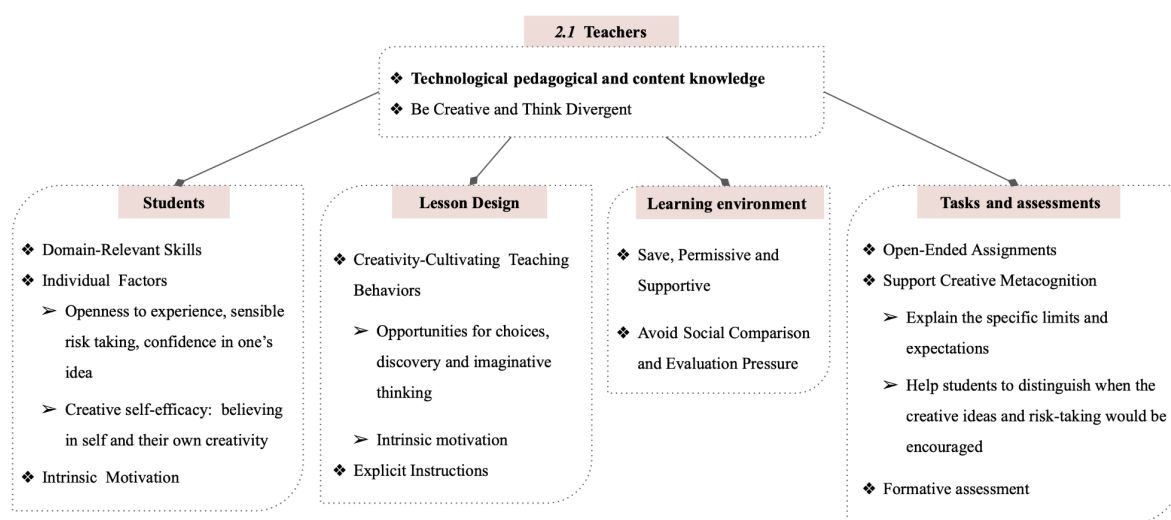 2.1 Teachers
❖ Technological pedagogical and content knowledge
❖ Be Creative and Think Divergent
Students
❖ Domain-Relevant Skills
❖ Individual Factors
➢ Openness to experience, sensible
risk taking, confidence in one's
idea
➢ Creative self-efficacy: believing
in self and their own creativity
❖ Intrinsic Motivation
Lesson Design
❖ Creativity-Cultivating Teaching
Behaviors
➢ Opportunities for choices,
discovery and imaginative
thinking
➢ Intrinsic motivation
❖ Explicit Instructions
Learning environment
❖ Save, Permissive and
Supportive
❖ Avoid Social Comparison
and Evaluation Pressure
Tasks and assessments
❖ Open-Ended Assignments
❖ Support Creative Metacognition
➢ Explain the specific limits and
expectations
➢ Help students to distinguish when the
creative ideas and risk-taking would be
encouraged
❖ Formative assessment